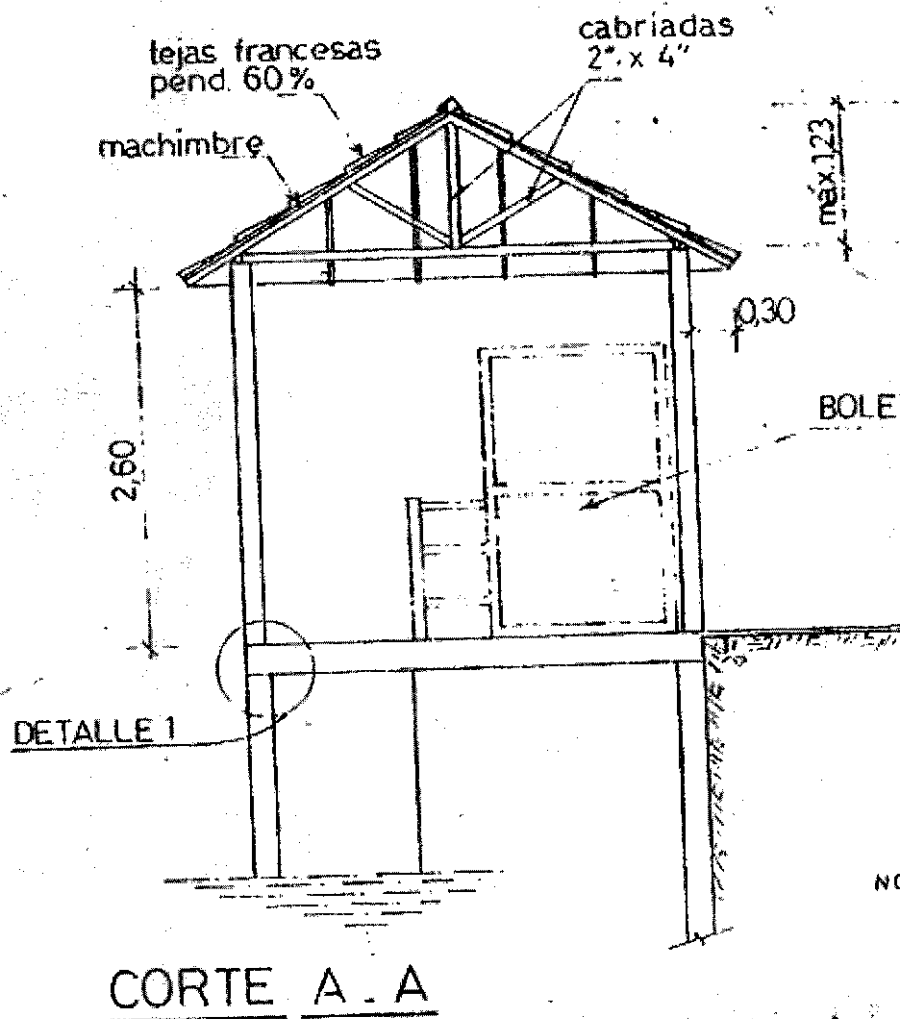 cabriadas
2". x 4"
tejas francesas
pend. 60%
machimbre
máx.1,23
0,30
BOLE
2,60
DETALLE 1
NO
CORTE A_A